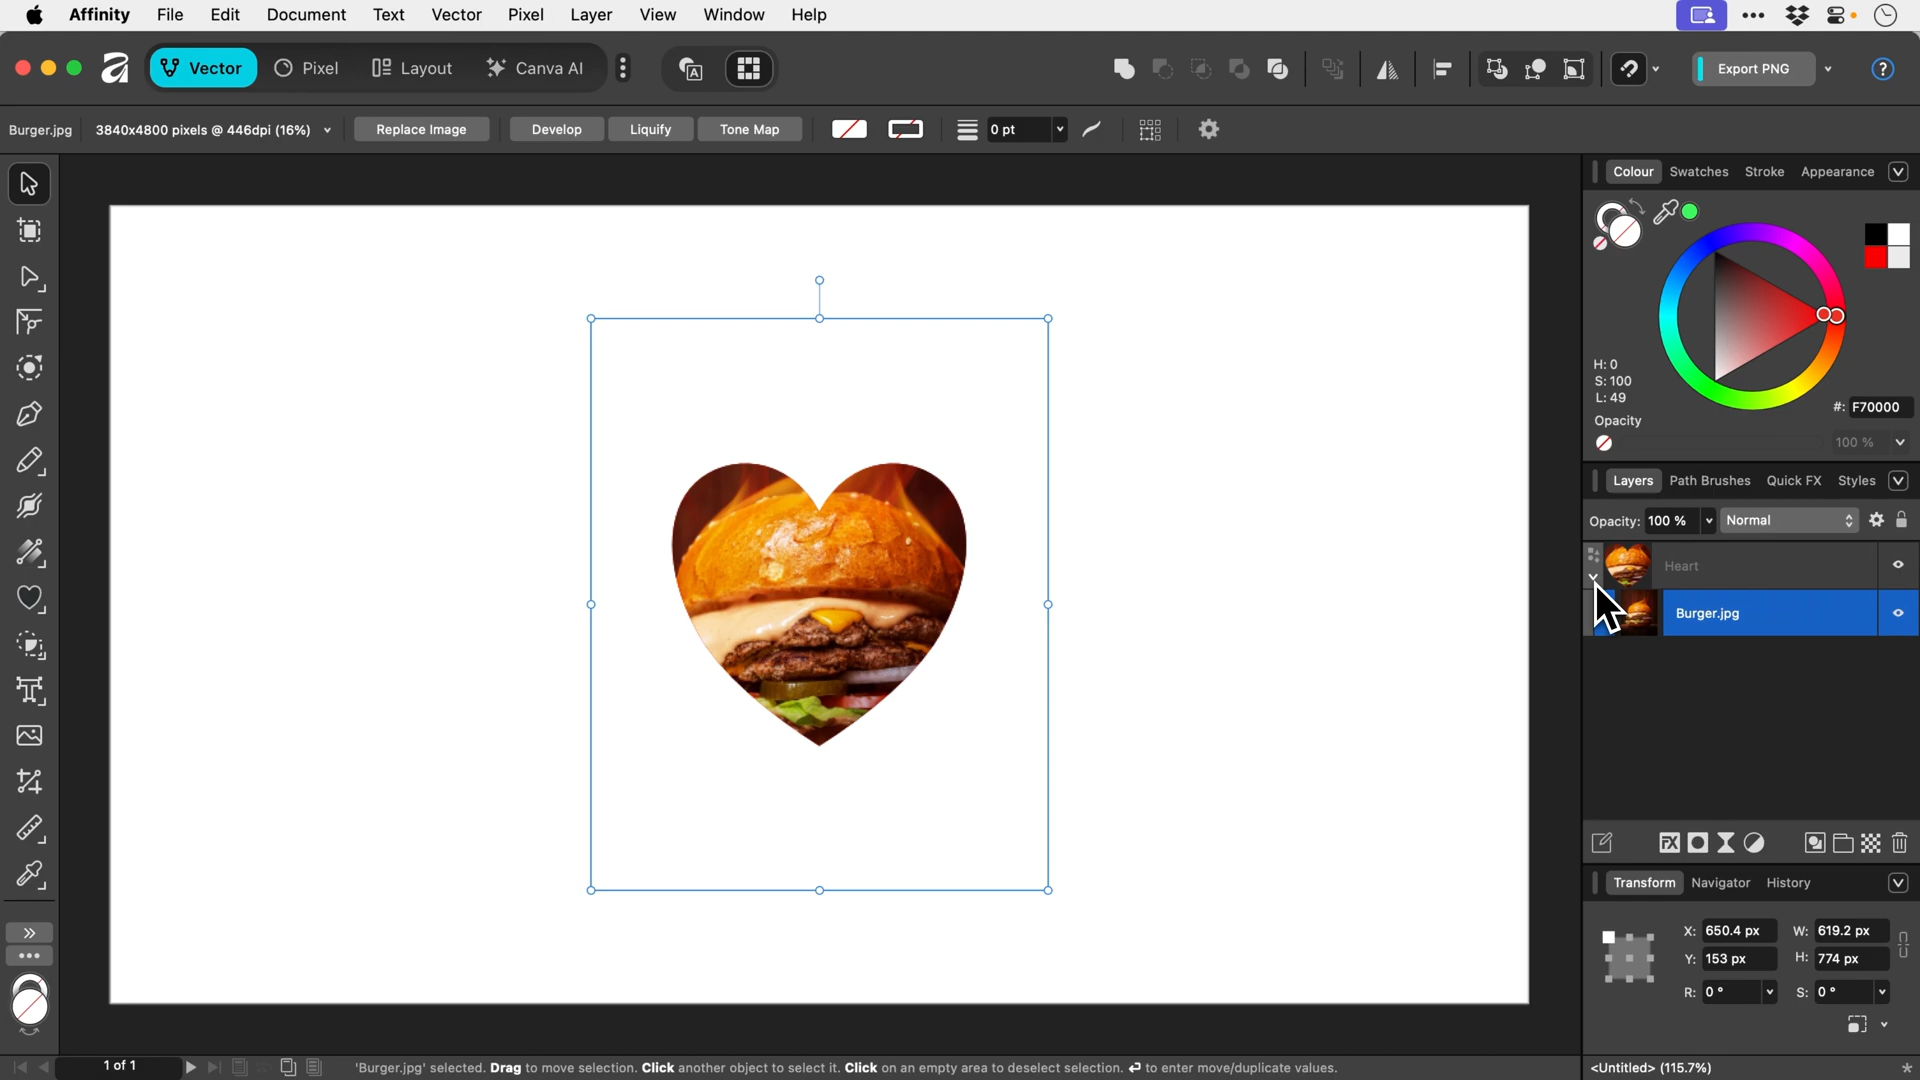 Affinity File Edit Document Text Vector Pixel Layer View Window Help
Vector Pixel Layout Canva AI Export PNG ?
Burger.jpg 3840x4800 pixels @ 446dpi (16%) Replace Image Develop Liquify Tone Map 0 pt
Colour Swatches Stroke Appearance
H: 0
S: 100
L: 49
#: F70000
Opacity
100 %
Layers Path Brushes Quick FX Styles
Opacity: 100 % Normal
Heart
Burger.jpg
FX
Transform Navigator History
X: 650.4 px W: 619.2 px
Y: 153 px H: 774 px
R: 0 ° S: 0 °
1 of 1 'Burger.jpg' selected. Drag to move selection. Click another object to select it. Click on an empty area to deselect selection. ⏎ to enter move/duplicate values. <Untitled> (115.7%) *